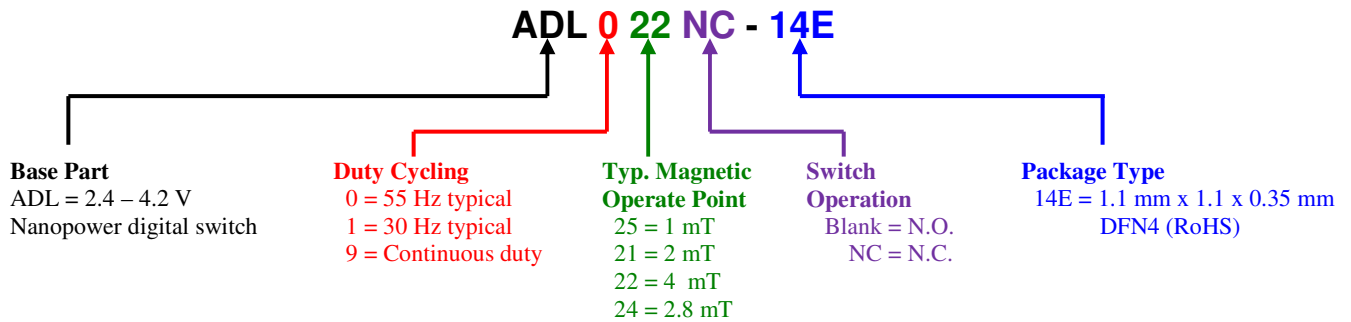 ADL 0 22 NC - 14E
Base Part
ADL = 2.4 – 4.2 V
Nanopower digital switch
Duty Cycling
0 = 55 Hz typical
1 = 30 Hz typical
9 = Continuous duty
Typ. Magnetic
Operate Point
25 = 1 mT
21 = 2 mT
22 = 4 mT
24 = 2.8 mT
Switch
Operation
Blank = N.O.
NC = N.C.
Package Type
14E = 1.1 mm x 1.1 x 0.35 mm
DFN4 (RoHS)